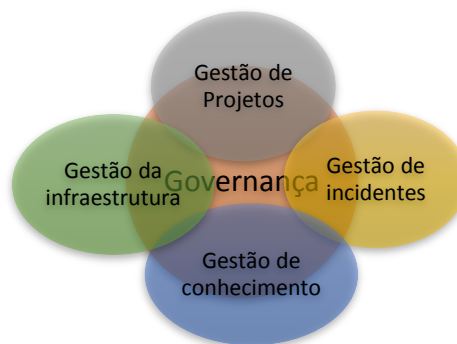 Gestão de
Projetos
Gestão da
infraestrutura
Governança
Gestão de
incidentes
Gestão de
conhecimento